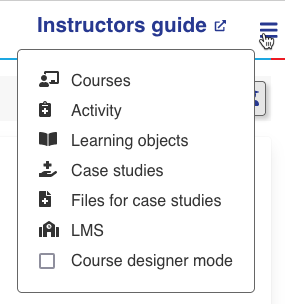 Instructors guide
Courses
Activity
Learning objects
Case studies
Files for case studies
LMS
Course designer mode